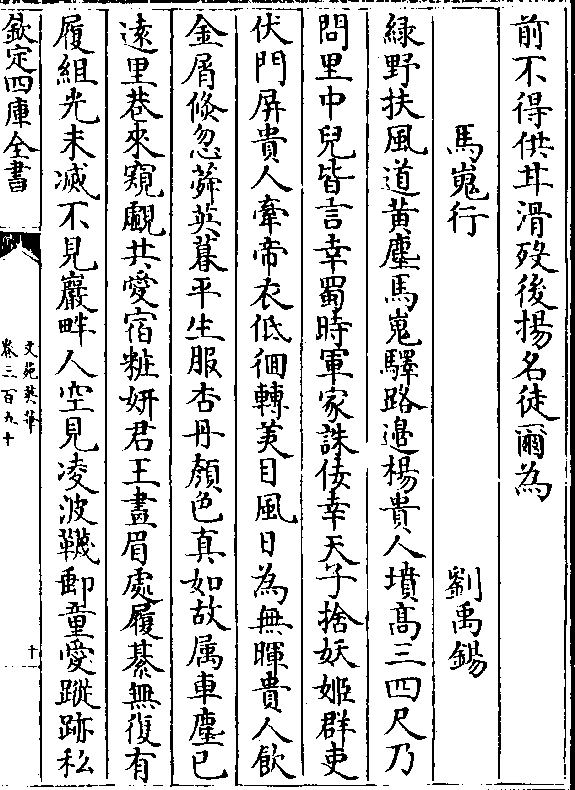 前不得供甘滑歿後揚名徒爾為
馬嵬行　劉禹錫
緑野扶風道黄塵馬嵬驛路邉楊貴人墳髙三四尺乃
問里中兒皆言幸蜀時軍家誅佞幸天子捨妖姬群吏
伏門屏貴人牽帝衣低徊轉美目風日為無暉貴人飲
金屑倏忽蕣英暮平生服杏丹顔色真如故属車塵已
逺里巷來窺覷共愛宿粧妍君王畫眉處履綦無復有
履組光未滅不見巖畔人空見凌波韈郵童愛蹤跡私
欽定四庫全書
文苑英華
卷三百九十
十